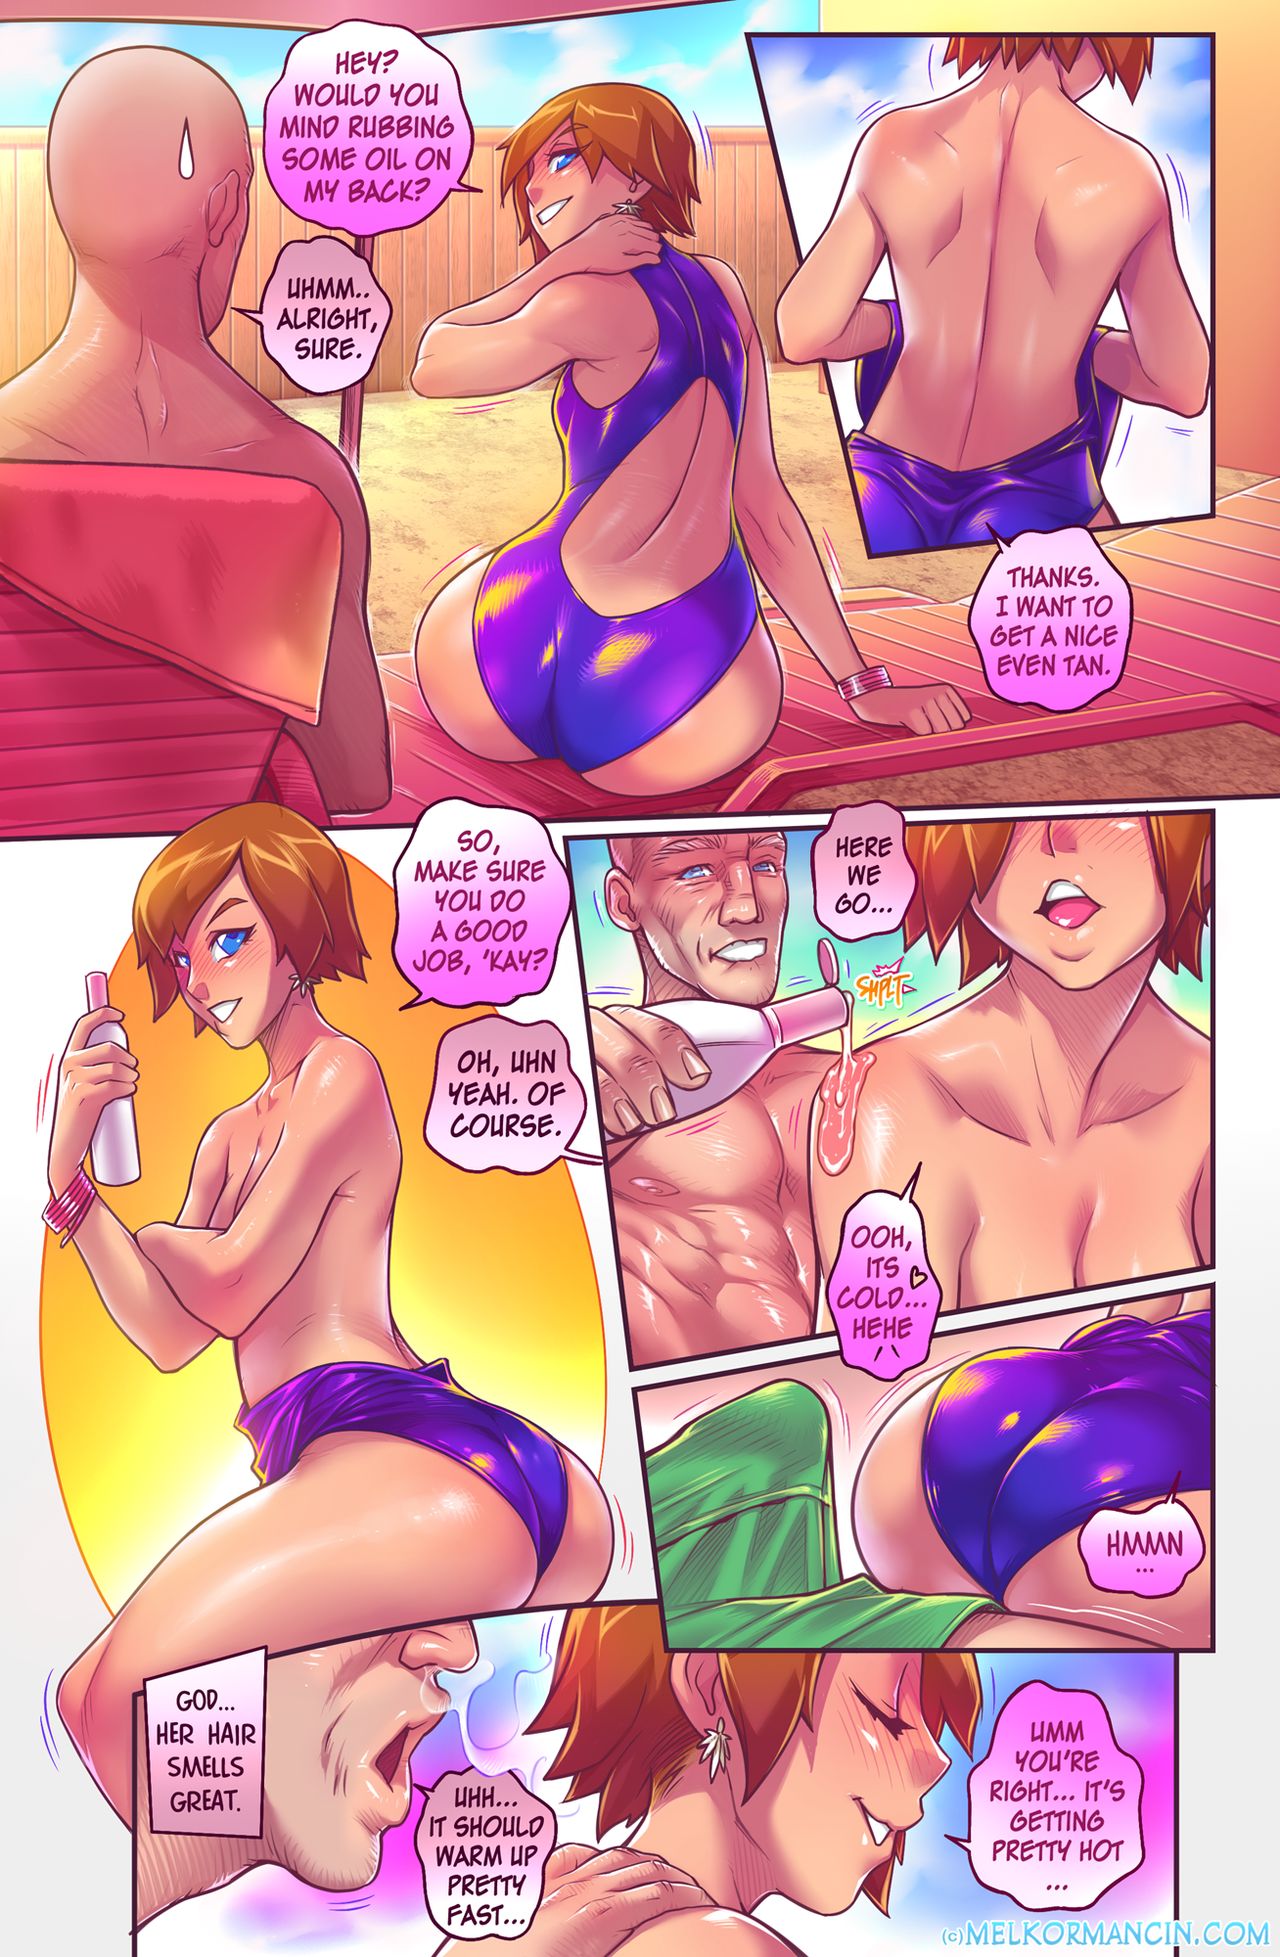 HEY?
WOULD YOU
MIND RUBBING
SOME OIL ON
MY BACK?
UHMM..
ALRIGHT,
SURE.
THANKS.
I WANT TO
GET A NICE
EVEN TAN.
SO,
MAKE SURE
YOU DO
A GOOD
JOB, 'KAY?
OH, UHN
YEAH. OF
COURSE.
HERE
WE
GO...
SHPLT
OOH,
ITS
COLD...
HEHE
HMMN
...
GOD...
HER HAIR
SMELLS
GREAT.
UHH...
IT SHOULD
WARM UP
PRETTY
FAST...
UMM
YOU'RE
RIGHT... IT'S
GETTING
PRETTY HOT
...
(c)MELKORMANCIN.COM